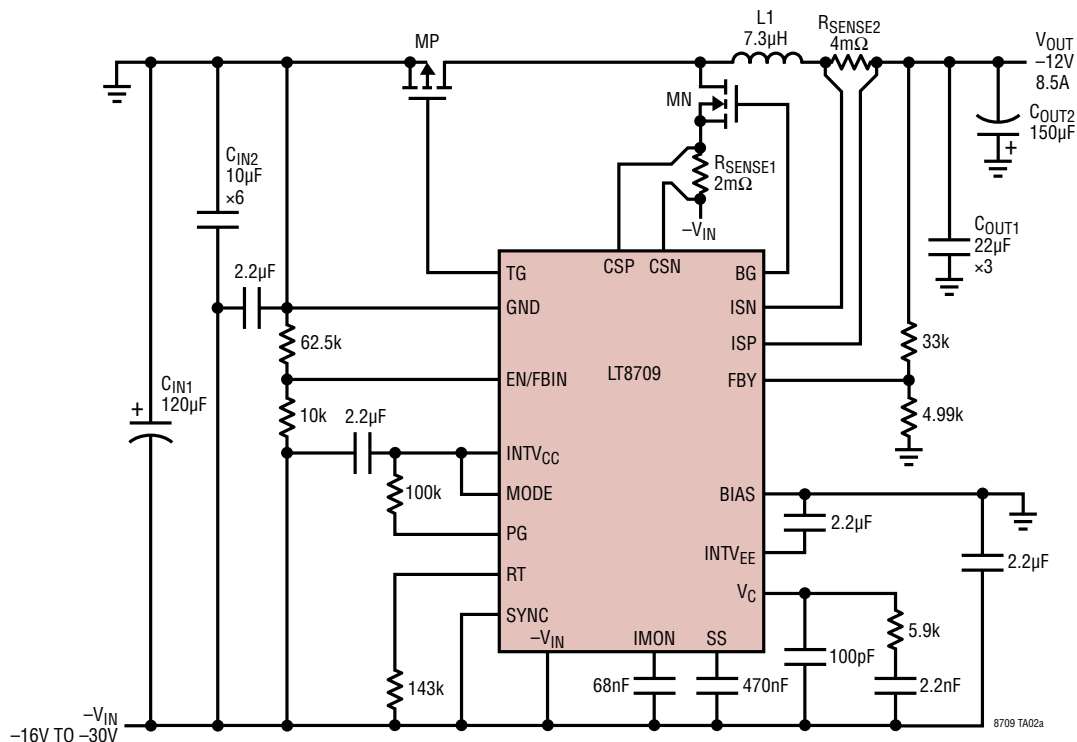 MP
L1
7.3µH
RSENSE2
4mΩ
VOUT
–12V
8.5A
MN
COUT2
150µF
+
CIN2
10µF
×6
RSENSE1
2mΩ
–VIN
COUT1
22µF
×3
2.2µF
TG
CSP
CSN
BG
GND
ISN
62.5k
ISP
33k
EN/FBIN
LT8709
FBY
CIN1
120µF
+
10k
2.2µF
4.99k
INTVCC
100k
MODE
BIAS
2.2µF
PG
INTVEE
2.2µF
RT
VC
SYNC
5.9k
–VIN
IMON
SS
100pF
143k
68nF
470nF
2.2nF
–VIN
–16V TO –30V
8709 TA02a